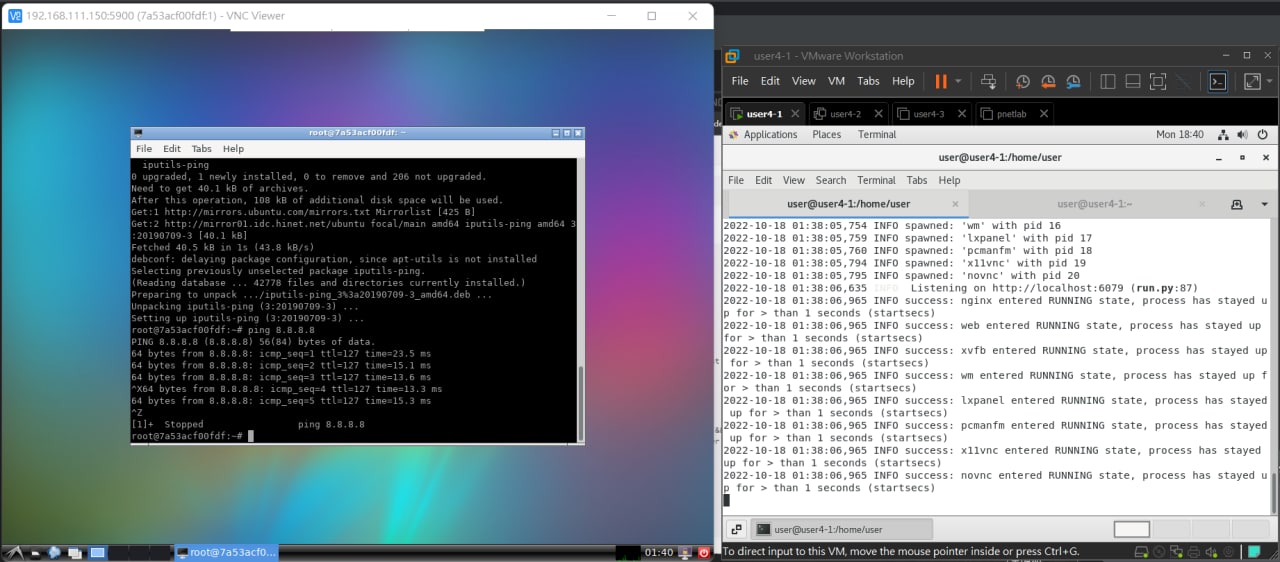 192.168.111.150:5900 (7a53acf00fdf:1) - VNC Viewer
root@7a53acf00fdf: ~
File Edit Tabs Help
iputils-ping
0 upgraded, 1 newly installed, 0 to remove and 206 not upgraded.
Need to get 40.1 kB of archives.
After this operation, 108 kB of additional disk space will be used.
Get:1 http://mirrors.ubuntu.com/mirrors.txt Mirrorlist [425 B]
Get:2 http://mirror01.idc.hinet.net/ubuntu focal/main amd64 iputils-ping amd64 3
:20190709-3 [40.1 kB]
Fetched 40.5 kB in 1s (43.8 kB/s)
debconf: delaying package configuration, since apt-utils is not installed
Selecting previously unselected package iputils-ping.
(Reading database ... 42778 files and directories currently installed.)
Preparing to unpack .../iputils-ping_3%3a20190709-3_amd64.deb ...
Unpacking iputils-ping (3:20190709-3) ...
Setting up iputils-ping (3:20190709-3) ...
root@7a53acf00fdf:~# ping 8.8.8.8
PING 8.8.8.8 (8.8.8.8) 56(84) bytes of data.
64 bytes from 8.8.8.8: icmp_seq=1 ttl=127 time=23.5 ms
64 bytes from 8.8.8.8: icmp_seq=2 ttl=127 time=15.1 ms
64 bytes from 8.8.8.8: icmp_seq=3 ttl=127 time=13.6 ms
^X64 bytes from 8.8.8.8: icmp_seq=4 ttl=127 time=13.3 ms
64 bytes from 8.8.8.8: icmp_seq=5 ttl=127 time=15.3 ms
^Z
[1]+ Stopped ping 8.8.8.8
root@7a53acf00fdf:~#
root@7a53acf0...
01:40
user4-1 - VMware Workstation
File Edit View VM Tabs Help
user4-1 user4-2 user4-3 pnetlab
Applications Places Terminal Mon 18:40
user@user4-1:/home/user
File Edit View Search Terminal Tabs Help
user@user4-1:/home/user user@user4-1:~
2022-10-18 01:38:05,754 INFO spawned: 'wm' with pid 16
2022-10-18 01:38:05,759 INFO spawned: 'lxpanel' with pid 17
2022-10-18 01:38:05,760 INFO spawned: 'pcmanfm' with pid 18
2022-10-18 01:38:05,794 INFO spawned: 'x11vnc' with pid 19
2022-10-18 01:38:05,795 INFO spawned: 'novnc' with pid 20
2022-10-18 01:38:06,635 INFO Listening on http://localhost:6079 (run.py:87)
2022-10-18 01:38:06,965 INFO success: nginx entered RUNNING state, process has stayed u
p for > than 1 seconds (startsecs)
2022-10-18 01:38:06,965 INFO success: web entered RUNNING state, process has stayed up
for > than 1 seconds (startsecs)
2022-10-18 01:38:06,965 INFO success: xvfb entered RUNNING state, process has stayed up
for > than 1 seconds (startsecs)
2022-10-18 01:38:06,965 INFO success: wm entered RUNNING state, process has stayed up f
or > than 1 seconds (startsecs)
2022-10-18 01:38:06,965 INFO success: lxpanel entered RUNNING state, process has stayed
up for > than 1 seconds (startsecs)
2022-10-18 01:38:06,965 INFO success: pcmanfm entered RUNNING state, process has stayed
up for > than 1 seconds (startsecs)
2022-10-18 01:38:06,965 INFO success: x11vnc entered RUNNING state, process has stayed
up for > than 1 seconds (startsecs)
2022-10-18 01:38:06,965 INFO success: novnc entered RUNNING state, process has stayed u
p for > than 1 seconds (startsecs)
user@user4-1:/home/user
To direct input to this VM, move the mouse pointer inside or press Ctrl+G.